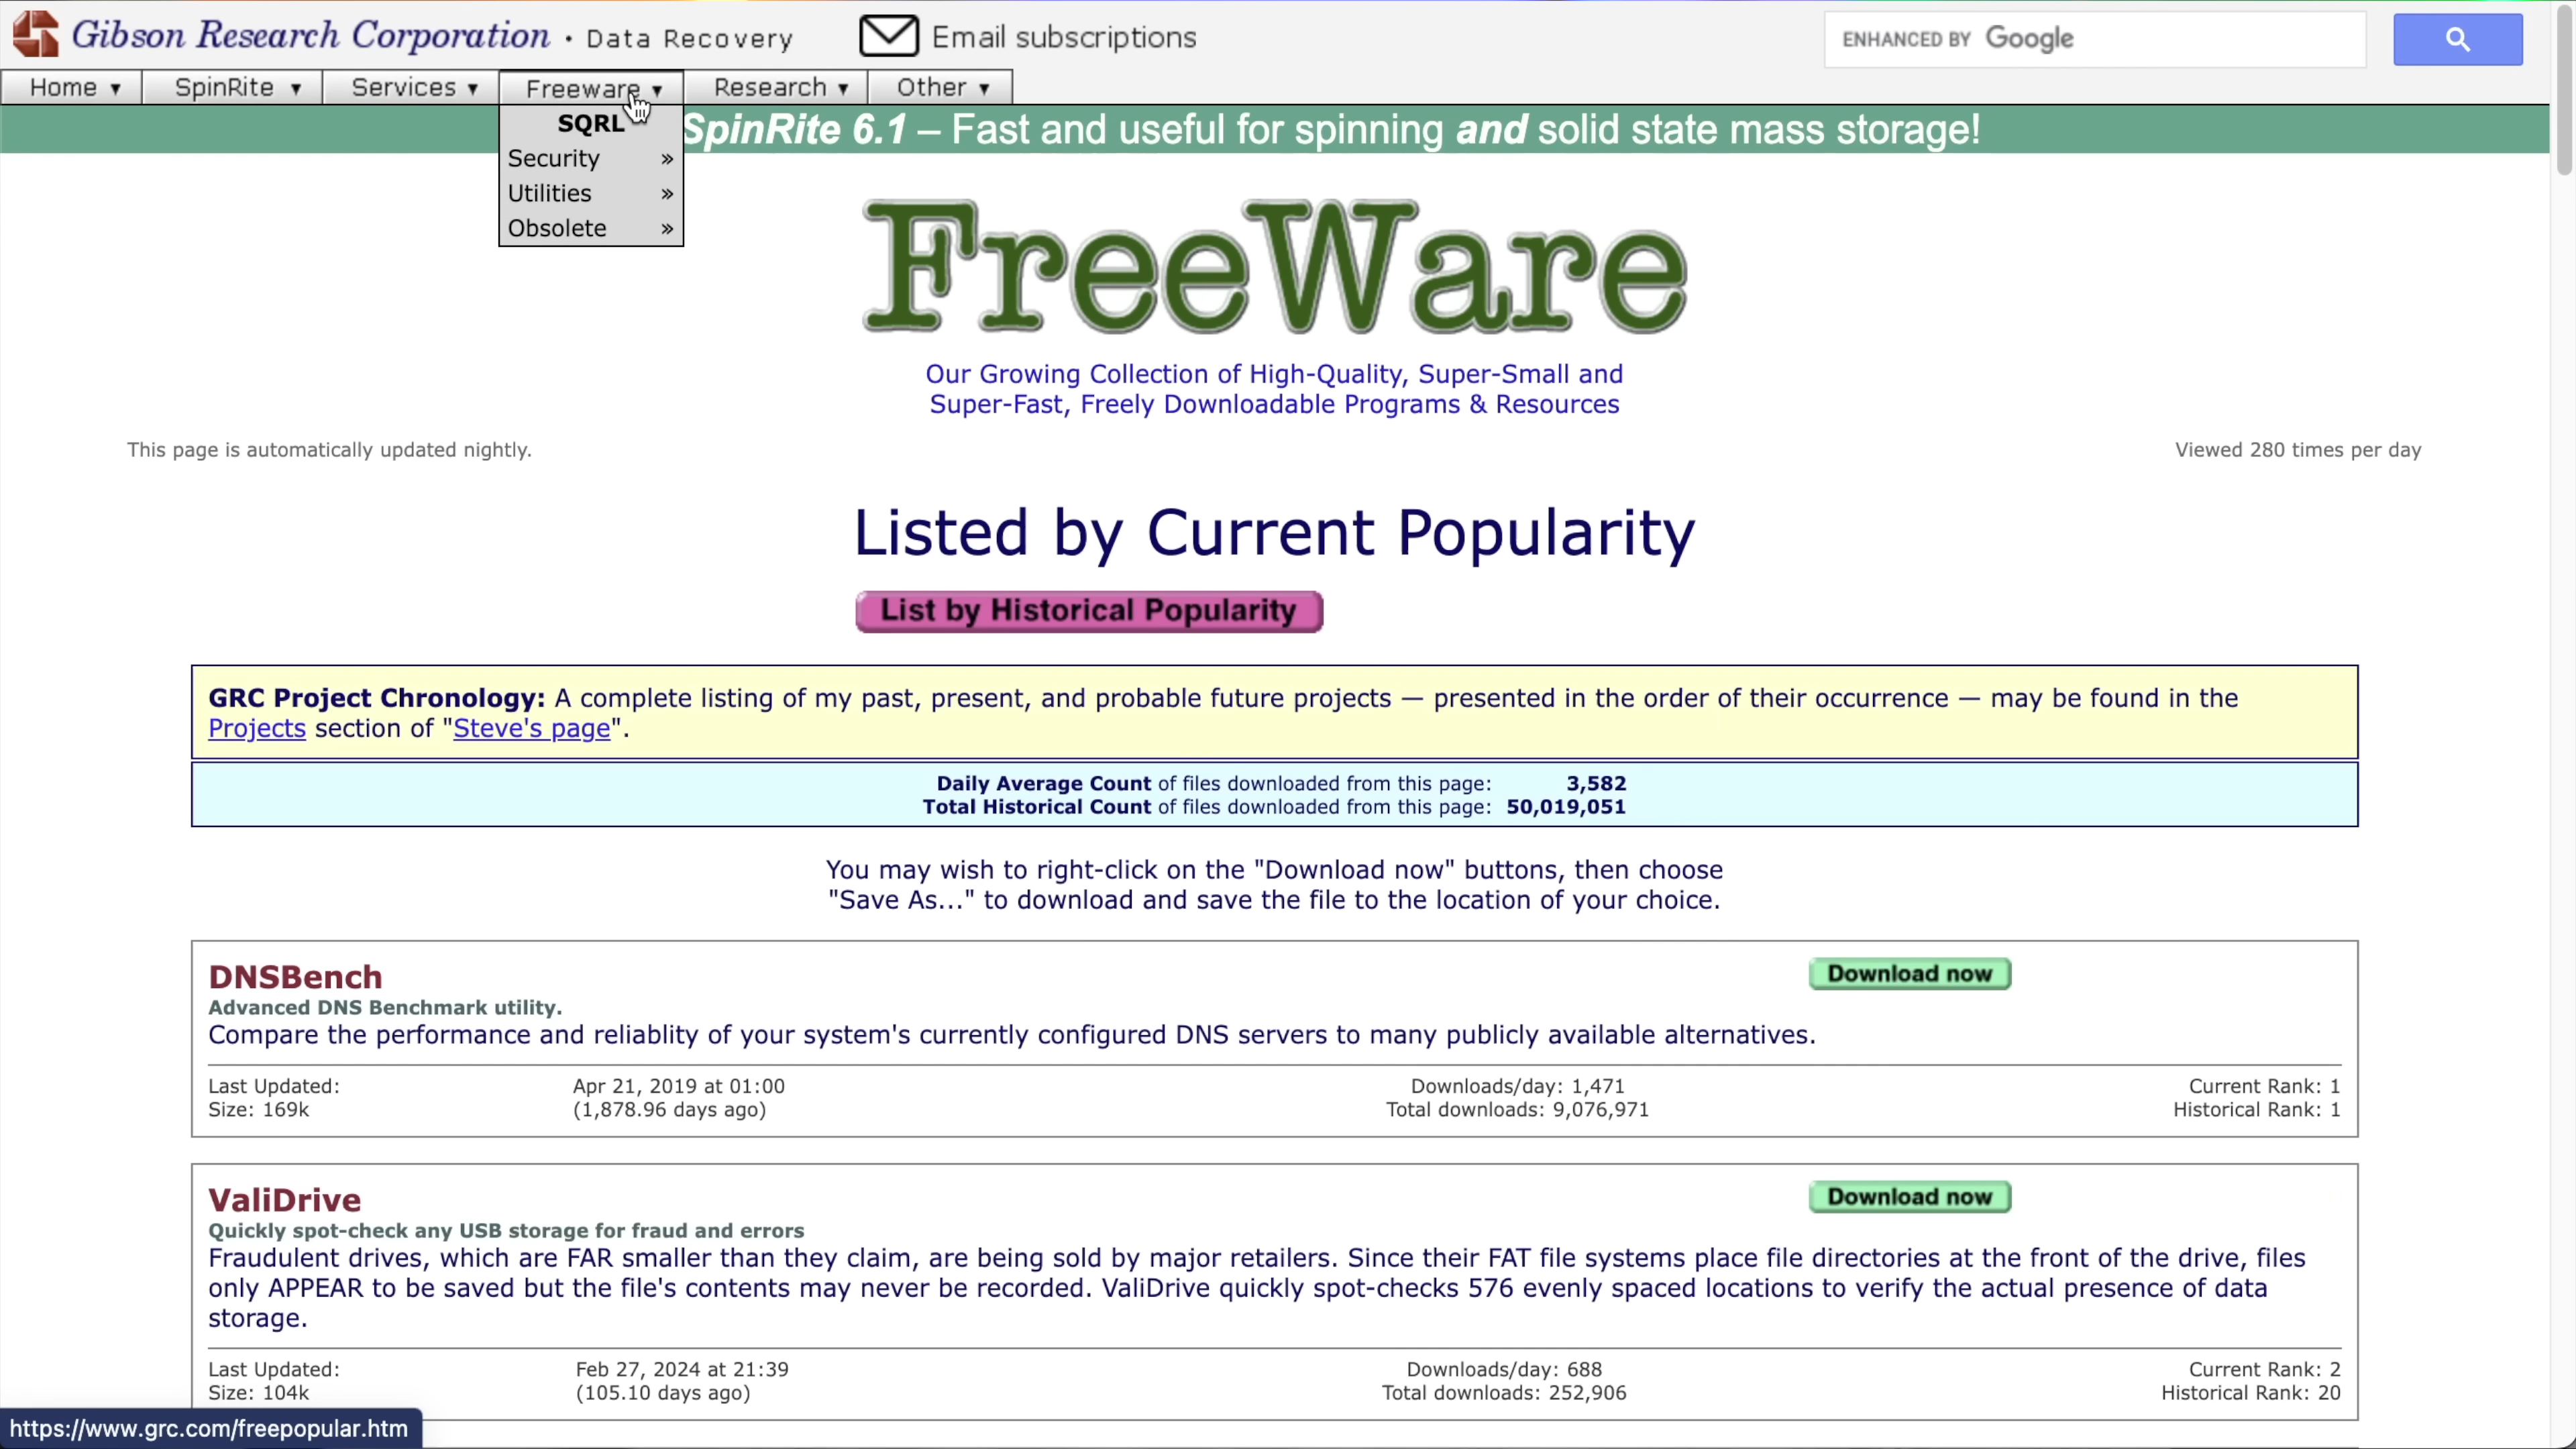 Gibson Research Corporation · Data Recovery
Email subscriptions
ENHANCED BY Google
Home ▾
SpinRite ▾
Services ▾
Freeware ▾
Research ▾
Other ▾
SQRL
Security »
Utilities »
Obsolete »
SpinRite 6.1 – Fast and useful for spinning and solid state mass storage!
FreeWare
Our Growing Collection of High-Quality, Super-Small and
Super-Fast, Freely Downloadable Programs & Resources
This page is automatically updated nightly.
Viewed 280 times per day
Listed by Current Popularity
List by Historical Popularity
GRC Project Chronology: A complete listing of my past, present, and probable future projects — presented in the order of their occurrence — may be found in the
Projects section of "Steve's page".
Daily Average Count of files downloaded from this page: 3,582
Total Historical Count of files downloaded from this page: 50,019,051
You may wish to right-click on the "Download now" buttons, then choose
"Save As..." to download and save the file to the location of your choice.
DNSBench
Download now
Advanced DNS Benchmark utility.
Compare the performance and reliablity of your system's currently configured DNS servers to many publicly available alternatives.
Last Updated: Apr 21, 2019 at 01:00 Downloads/day: 1,471 Current Rank: 1
Size: 169k (1,878.96 days ago) Total downloads: 9,076,971 Historical Rank: 1
ValiDrive
Download now
Quickly spot-check any USB storage for fraud and errors
Fraudulent drives, which are FAR smaller than they claim, are being sold by major retailers. Since their FAT file systems place file directories at the front of the drive, files
only APPEAR to be saved but the file's contents may never be recorded. ValiDrive quickly spot-checks 576 evenly spaced locations to verify the actual presence of data
storage.
Last Updated: Feb 27, 2024 at 21:39 Downloads/day: 688 Current Rank: 2
Size: 104k (105.10 days ago) Total downloads: 252,906 Historical Rank: 20
https://www.grc.com/freepopular.htm